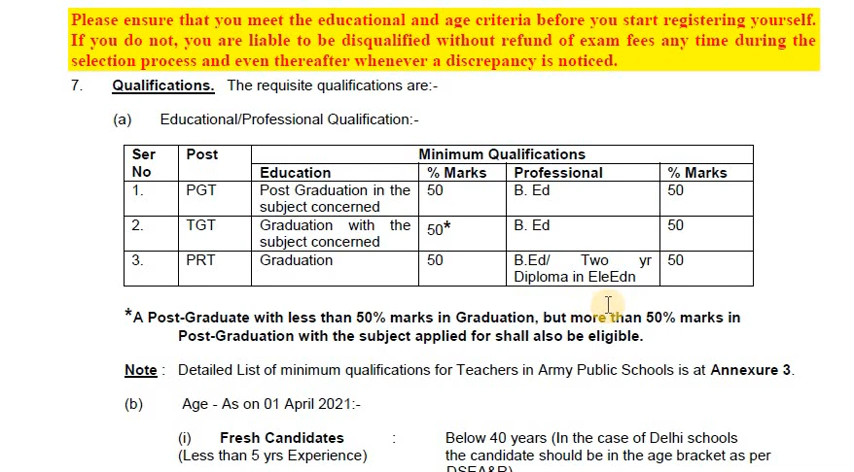 Please ensure that you meet the educational and age criteria before you start registering yourself.
If you do not, you are liable to be disqualified without refund of exam fees any time during the
selection process and even thereafter whenever a discrepancy is noticed.
7. Qualifications. The requisite qualifications are:-
(a) Educational/Professional Qualification:-
Ser No Post Minimum Qualifications
Education % Marks Professional % Marks
1. PGT Post Graduation in the 50 B. Ed 50
subject concerned
2. TGT Graduation with the 50* B. Ed 50
subject concerned
3. PRT Graduation 50 B.Ed/ Two yr 50
Diploma in EleEdn
*A Post-Graduate with less than 50% marks in Graduation, but more than 50% marks in
Post-Graduation with the subject applied for shall also be eligible.
Note : Detailed List of minimum qualifications for Teachers in Army Public Schools is at Annexure 3.
(b) Age - As on 01 April 2021:-
(i) Fresh Candidates : Below 40 years (In the case of Delhi schools
(Less than 5 yrs Experience) the candidate should be in the age bracket as per
DSEA&R)